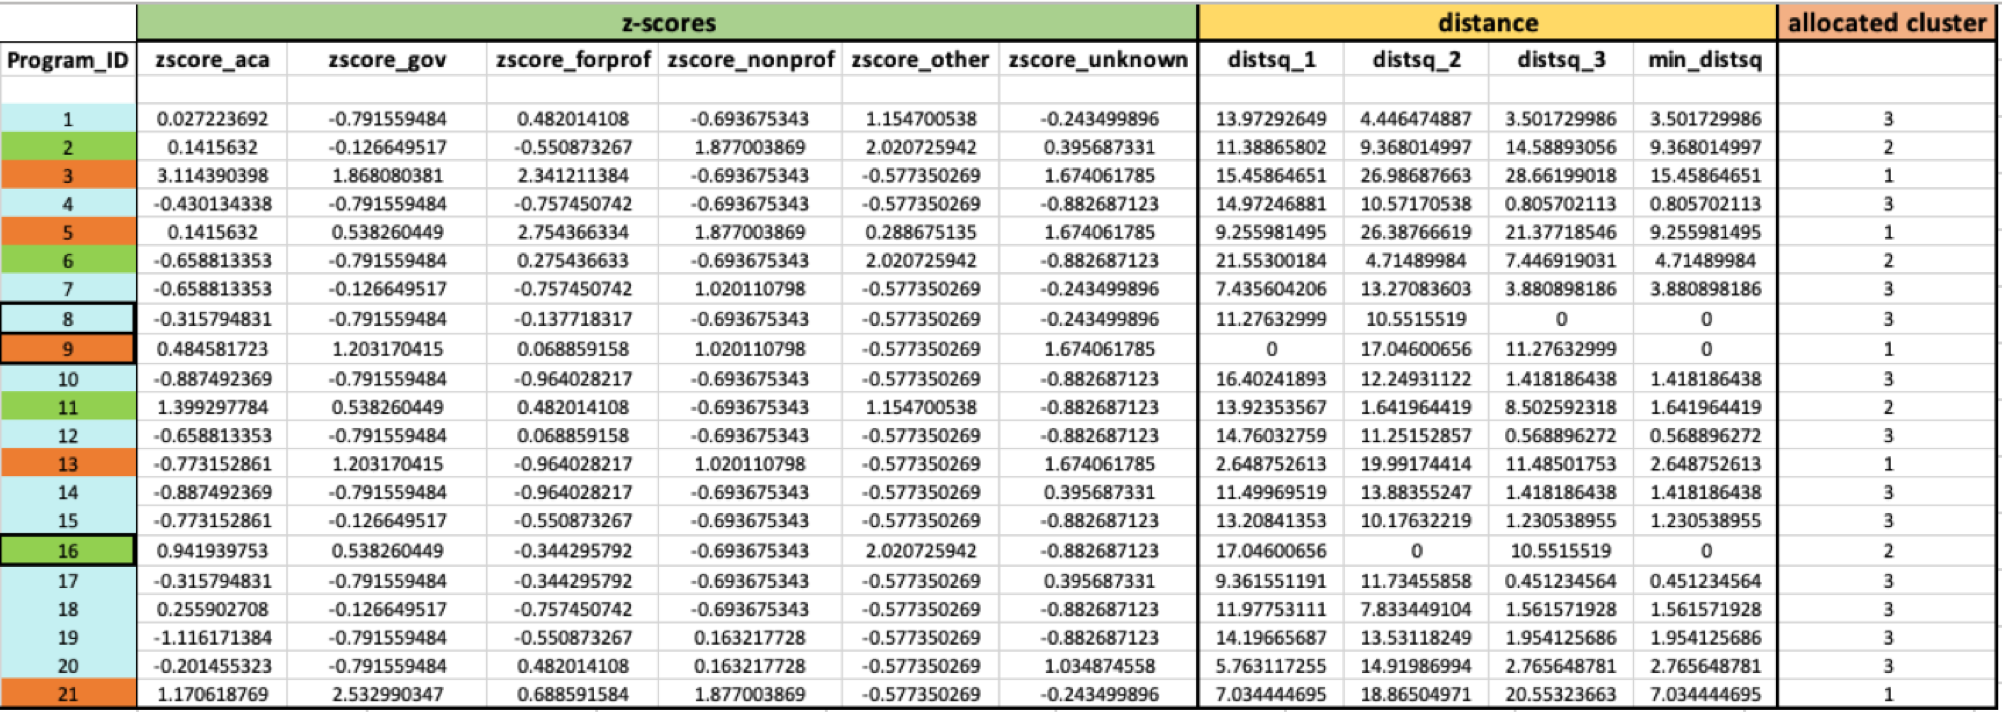 z-scores distance allocated cluster
Program_ID zscore_aca zscore_gov zscore_forprof zscore_nonprof zscore_other zscore_unknown distsq_1 distsq_2 distsq_3 min_distsq
1 0.027223692 -0.791559484 0.482014108 -0.693675343 1.154700538 -0.243499896 13.97292649 4.446474887 3.501729986 3.501729986 3
2 0.1415632 -0.126649517 -0.550873267 1.877003869 2.020725942 0.395687331 11.38865802 9.368014997 14.58893056 9.368014997 2
3 3.114390398 1.868080381 2.341211384 -0.693675343 -0.577350269 1.674061785 15.45864651 26.98687663 28.66199018 15.45864651 1
4 -0.430134338 -0.791559484 -0.757450742 -0.693675343 -0.577350269 -0.882687123 14.97246881 10.57170538 0.805702113 0.805702113 3
5 0.1415632 0.538260449 2.754366334 1.877003869 0.288675135 1.674061785 9.255981495 26.38766619 21.37718546 9.255981495 1
6 -0.658813353 -0.791559484 0.275436633 -0.693675343 2.020725942 -0.882687123 21.55300184 4.71489984 7.446919031 4.71489984 2
7 -0.658813353 -0.126649517 -0.757450742 1.020110798 -0.577350269 -0.243499896 7.435604206 13.27083603 3.880898186 3.880898186 3
8 -0.315794831 -0.791559484 -0.137718317 -0.693675343 -0.577350269 -0.243499896 11.27632999 10.5515519 0 0 3
9 0.484581723 1.203170415 0.068859158 1.020110798 -0.577350269 1.674061785 0 17.04600656 11.27632999 0 1
10 -0.887492369 -0.791559484 -0.964028217 -0.693675343 -0.577350269 -0.882687123 16.40241893 12.24931122 1.418186438 1.418186438 3
11 1.399297784 0.538260449 0.482014108 -0.693675343 1.154700538 -0.882687123 13.92353567 1.641964419 8.502592318 1.641964419 2
12 -0.658813353 -0.791559484 0.068859158 -0.693675343 -0.577350269 -0.882687123 14.76032759 11.25152857 0.568896272 0.568896272 3
13 -0.773152861 1.203170415 -0.964028217 1.020110798 -0.577350269 1.674061785 2.648752613 19.99174414 11.48501753 2.648752613 1
14 -0.887492369 -0.791559484 -0.964028217 -0.693675343 -0.577350269 0.395687331 11.49969519 13.88355247 1.418186438 1.418186438 3
15 -0.773152861 -0.126649517 -0.550873267 -0.693675343 -0.577350269 -0.882687123 13.20841353 10.17632219 1.230538955 1.230538955 3
16 0.941939753 0.538260449 -0.344295792 -0.693675343 2.020725942 -0.882687123 17.04600656 0 10.5515519 0 2
17 -0.315794831 -0.791559484 -0.344295792 -0.693675343 -0.577350269 0.395687331 9.361551191 11.73455858 0.451234564 0.451234564 3
18 0.255902708 -0.126649517 -0.757450742 -0.693675343 -0.577350269 -0.882687123 11.97753111 7.833449104 1.561571928 1.561571928 3
19 -1.116171384 -0.791559484 -0.550873267 0.163217728 -0.577350269 -0.882687123 14.19665687 13.53118249 1.954125686 1.954125686 3
20 -0.201455323 -0.791559484 0.482014108 0.163217728 -0.577350269 1.034874558 5.763117255 14.91986994 2.765648781 2.765648781 3
21 1.170618769 2.532990347 0.688591584 1.877003869 -0.577350269 -0.243499896 7.034444695 18.86504971 20.55323663 7.034444695 1